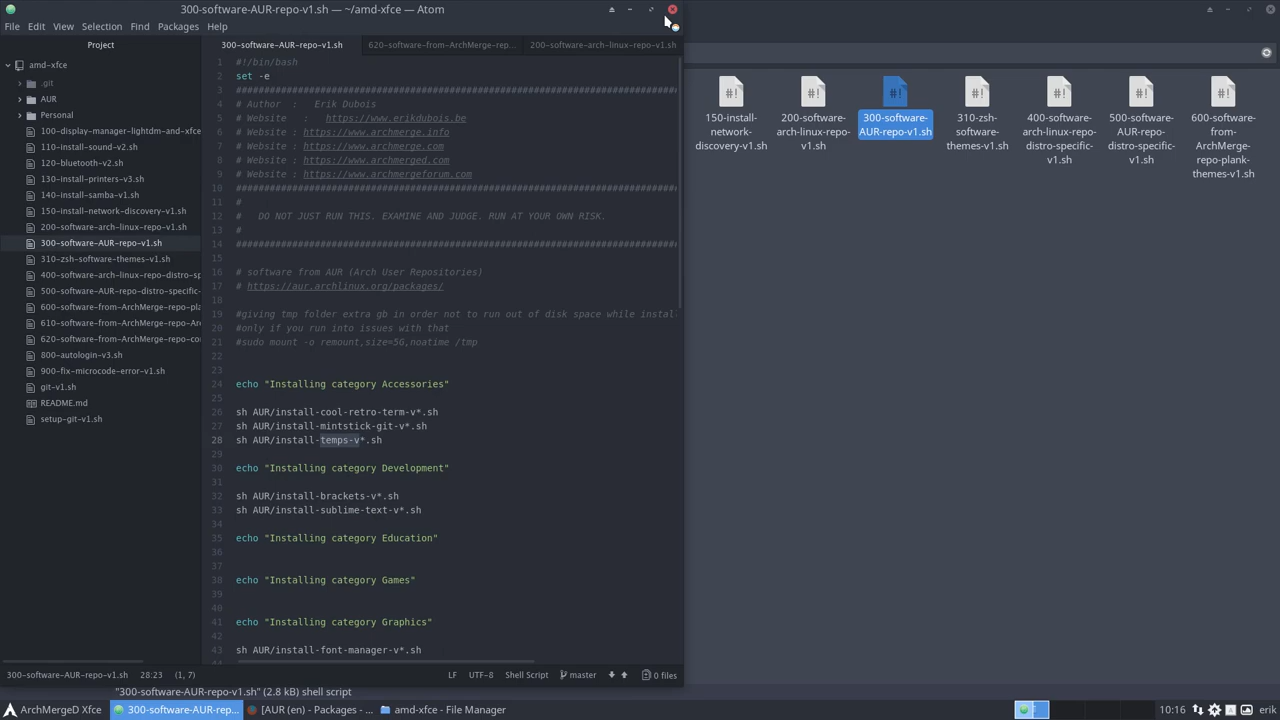 300-software-AUR-repo-v1.sh — ~/amd-xfce — Atom
File Edit View Selection Find Packages Help
Project
amd-xfce
.git
AUR
Personal
100-display-manager-lightdm-and-xfce
110-install-sound-v2.sh
120-bluetooth-v2.sh
130-install-printers-v3.sh
140-install-samba-v1.sh
150-install-network-discovery-v1.sh
200-software-arch-linux-repo-v1.sh
300-software-AUR-repo-v1.sh
310-zsh-software-themes-v1.sh
400-software-arch-linux-repo-distro-sp
500-software-AUR-repo-distro-specific-
600-software-from-ArchMerge-repo-pla
610-software-from-ArchMerge-repo-Ar
620-software-from-ArchMerge-repo-co
800-autologin-v3.sh
900-fix-microcode-error-v1.sh
git-v1.sh
README.md
setup-git-v1.sh
300-software-AUR-repo-v1.sh 620-software-from-ArchMerge-rep... 200-software-arch-linux-repo-v1.sh
1 #!/bin/bash
2 set -e
3 ##############################################################################
4 # Author : Erik Dubois
5 # Website : https://www.erikdubois.be
6 # Website : https://www.archmerge.info
7 # Website : https://www.archmerge.com
8 # Website : https://www.archmerged.com
9 # Website : https://www.archmergeforum.com
10 ##############################################################################
11 #
12 # DO NOT JUST RUN THIS. EXAMINE AND JUDGE. RUN AT YOUR OWN RISK.
13 #
14 ##############################################################################
15
16 # software from AUR (Arch User Repositories)
17 # https://aur.archlinux.org/packages/
18
19 #giving tmp folder extra gb in order not to run out of disk space while instal
20 #only if you run into issues with that
21 #sudo mount -o remount,size=5G,noatime /tmp
22
23
24 echo "Installing category Accessories"
25
26 sh AUR/install-cool-retro-term-v*.sh
27 sh AUR/install-mintstick-git-v*.sh
28 sh AUR/install-temps-v*.sh
29
30 echo "Installing category Development"
31
32 sh AUR/install-brackets-v*.sh
33 sh AUR/install-sublime-text-v*.sh
34
35 echo "Installing category Education"
36
37
38 echo "Installing category Games"
39
40
41 echo "Installing category Graphics"
42
43 sh AUR/install-font-manager-v*.sh
300-software-AUR-repo-v1.sh 28:23 (1, 7) LF UTF-8 Shell Script master 0 files
#! #! #! #! #! #! #!
150-install-
network-
discovery-v1.sh
200-software-
arch-linux-repo-
v1.sh
300-software-
AUR-repo-v1.sh
310-zsh-
software-
themes-v1.sh
400-software-
arch-linux-repo-
distro-specific-
v1.sh
500-software-
AUR-repo-
distro-specific-
v1.sh
600-software-
from-
ArchMerge-
repo-plank-
themes-v1.sh
"300-software-AUR-repo-v1.sh" (2.8 kB) shell script
ArchMergeD Xfce 300-software-AUR-rep... [AUR (en) - Packages - ... amd-xfce - File Manager 10:16 erik